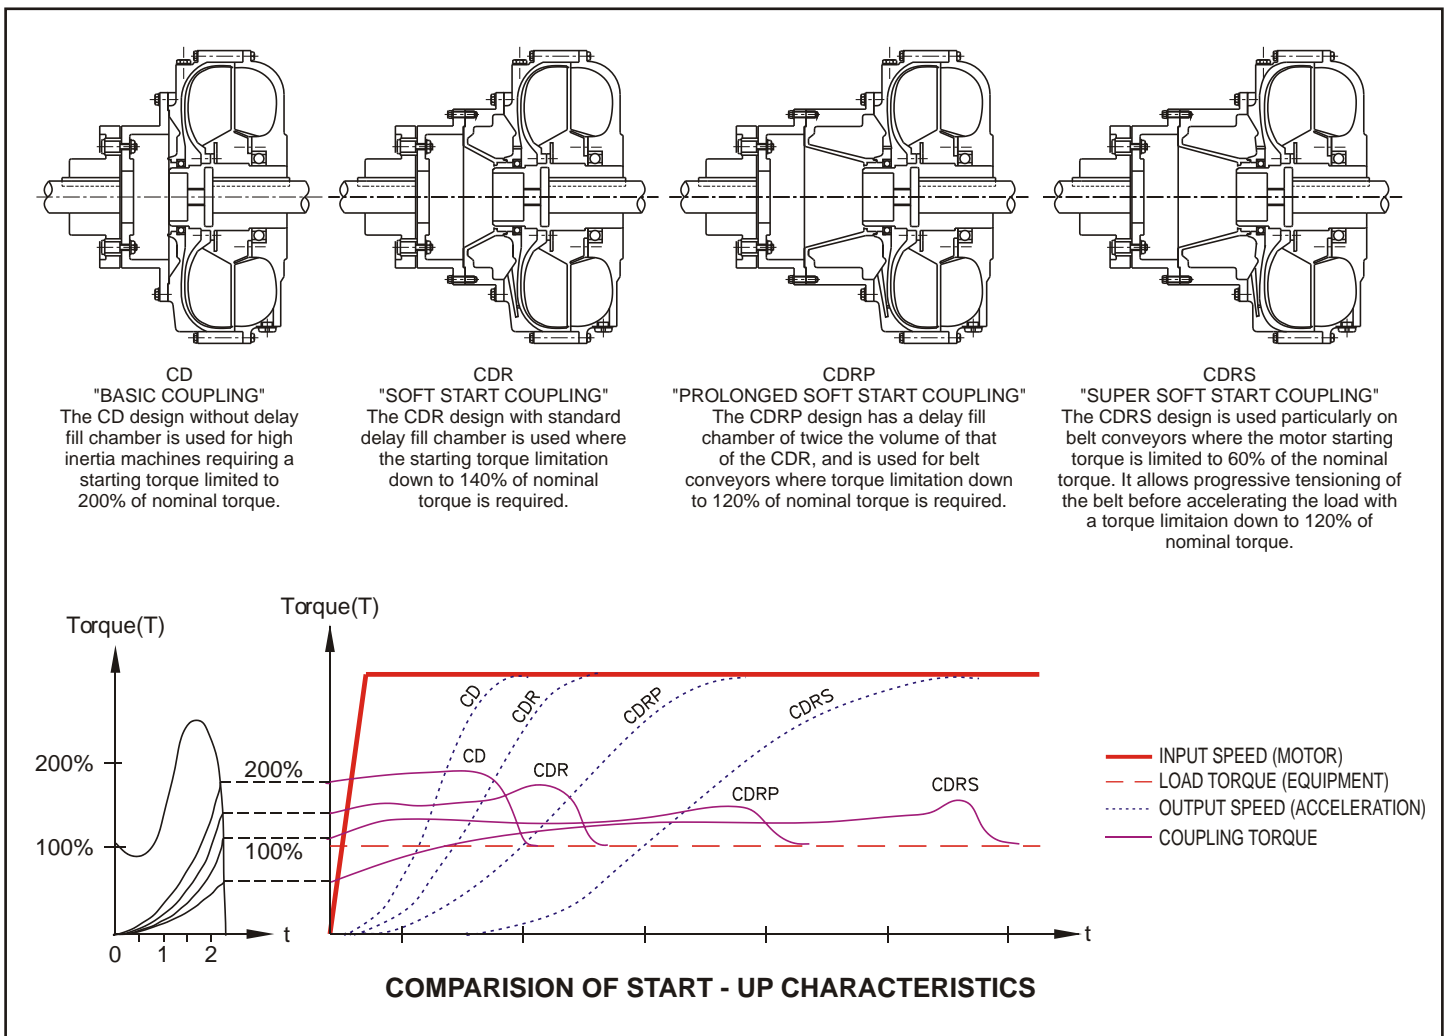 CD
"BASIC COUPLING"
The CD design without delay
fill chamber is used for high
inertia machines requiring a
starting torque limited to
200% of nominal torque.
CDR
"SOFT START COUPLING"
The CDR design with standard
delay fill chamber is used where
the starting torque limitation
down to 140% of nominal
torque is required.
CDRP
"PROLONGED SOFT START COUPLING"
The CDRP design has a delay fill
chamber of twice the volume of that
of the CDR, and is used for belt
conveyors where torque limitation down
to 120% of nominal torque is required.
CDRS
"SUPER SOFT START COUPLING"
The CDRS design is used particularly on
belt conveyors where the motor starting
torque is limited to 60% of the nominal
torque. It allows progressive tensioning of
the belt before accelerating the load with
a torque limitaion down to 120% of
nominal torque.
Torque(T)
200%
100%
0 1 2
t
Torque(T)
200%
100%
CD
CDR
CDRP
CDRS
CD
CDR
CDRP
CDRS
t
INPUT SPEED (MOTOR)
LOAD TORQUE (EQUIPMENT)
OUTPUT SPEED (ACCELERATION)
COUPLING TORQUE
COMPARISION OF START - UP CHARACTERISTICS